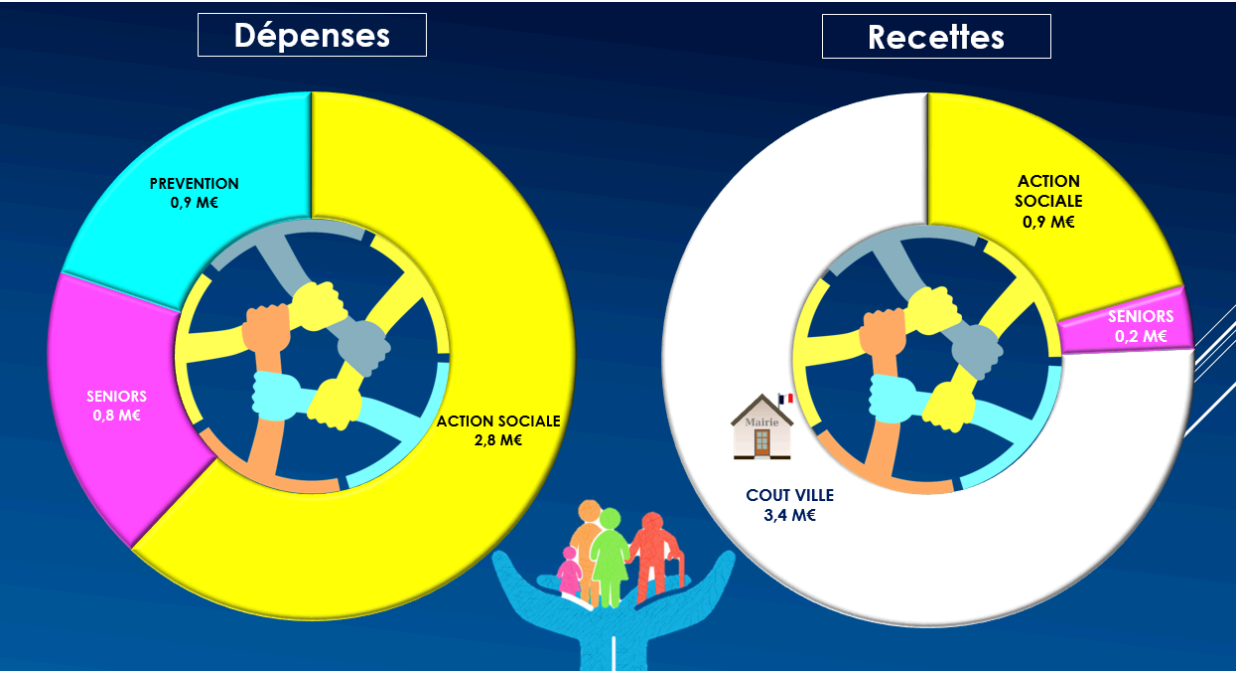 Dépenses
Recettes
PREVENTION
0,9 M€
SENIORS
0,8 M€
ACTION SOCIALE
2,8 M€
ACTION
SOCIALE
0,9 M€
SENIORS
0,2 M€
Mairie
COUT VILLE
3,4 M€